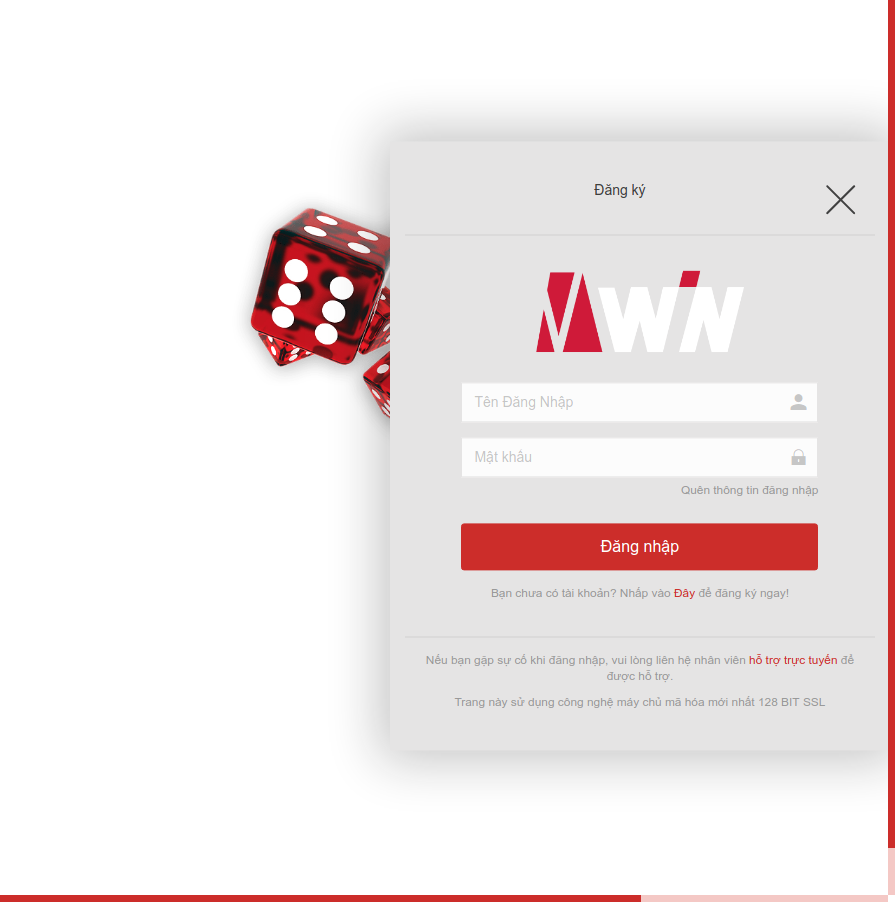 Đăng ký
MWIN
Tên Đăng Nhập
Mật khẩu
Quên thông tin đăng nhập
Đăng nhập
Bạn chưa có tài khoản? Nhấp vào Đây để đăng ký ngay!
Nếu bạn gặp sự cố khi đăng nhập, vui lòng liên hệ nhân viên hỗ trợ trực tuyến để
được hỗ trợ.
Trang này sử dụng công nghệ máy chủ mã hóa mới nhất 128 BIT SSL